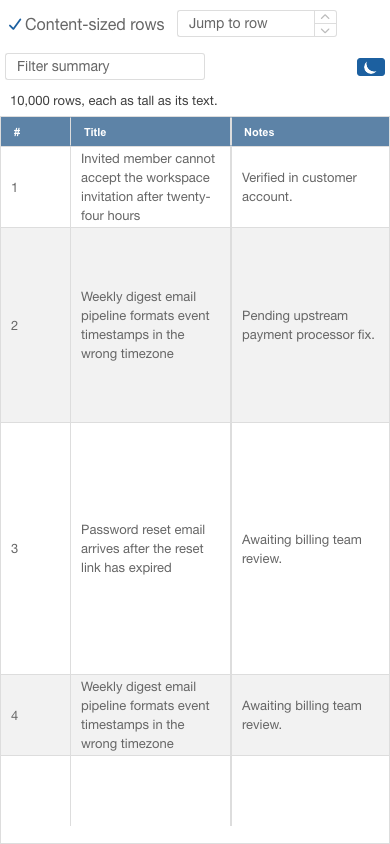 Content-sized rows
Jump to row
Filter summary
10,000 rows, each as tall as its text.
# Title Notes
1
Invited member cannot
accept the workspace
invitation after twenty-
four hours
Verified in customer
account.
2
Weekly digest email
pipeline formats event
timestamps in the
wrong timezone
Pending upstream
payment processor fix.
3
Password reset email
arrives after the reset
link has expired
Awaiting billing team
review.
4
Weekly digest email
pipeline formats event
timestamps in the
wrong timezone
Awaiting billing team
review.